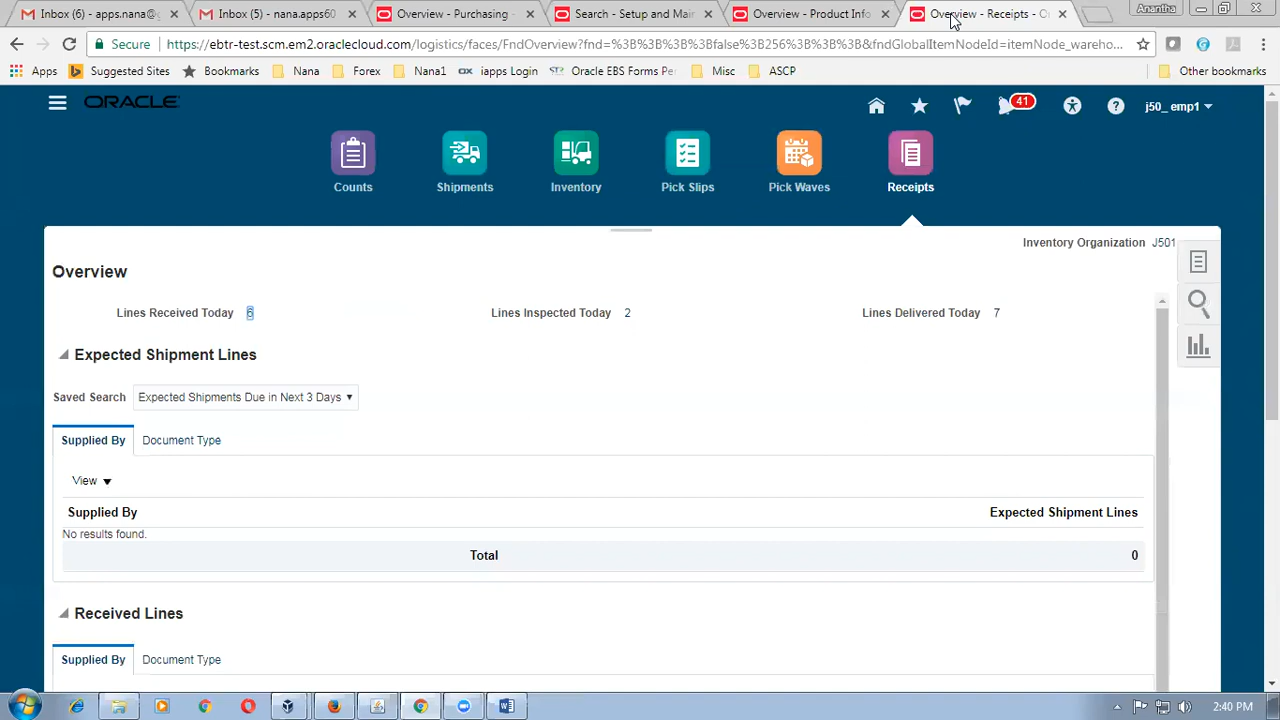 Inbox (6) - appsnana@g
Inbox (5) - nana.apps60
Overview - Purchasing -
Search - Setup and Mair
Overview - Product Info
Overview - Receipts - O
Anantha
Secure
https://ebtr-test.scm.em2.oraclecloud.com/logistics/faces/FndOverview?fnd=%3B%3B%3B%3Bfalse%3B256%3B%3B%3B&fndGlobalItemNodeId=itemNode_wareho...
Apps
Suggested Sites
Bookmarks
Nana
Forex
Nana1
ox iapps Login
Oracle EBS Forms Pe
Misc
ASCP
Other bookmarks
ORACLE
41
j50_emp1
Counts
Shipments
Inventory
Pick Slips
Pick Waves
Receipts
Inventory Organization J501
Overview
Lines Received Today 6
Lines Inspected Today 2
Lines Delivered Today 7
Expected Shipment Lines
Saved Search Expected Shipments Due in Next 3 Days
Supplied By Document Type
View
Supplied By Expected Shipment Lines
No results found.
Total 0
Received Lines
Supplied By Document Type
2:40 PM